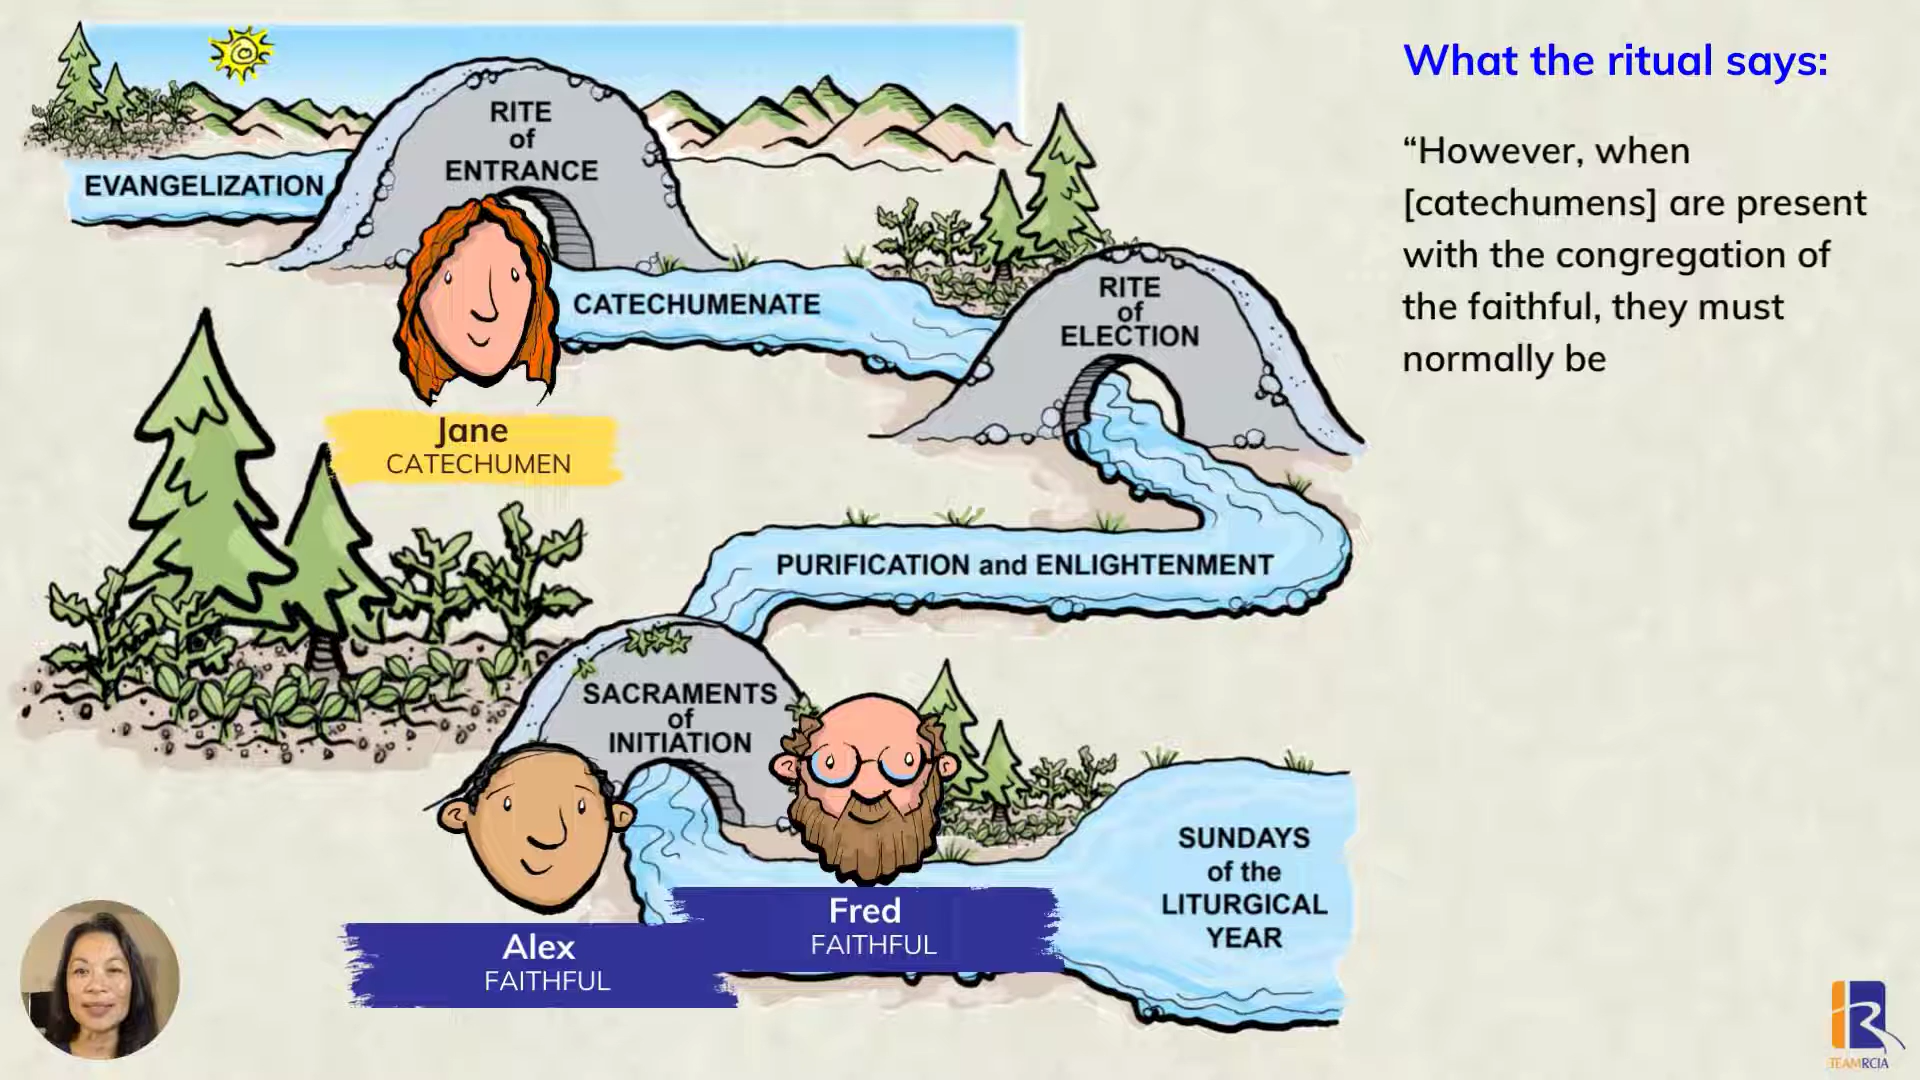 What the ritual says:
“However, when
[catechumens] are present
with the congregation of
the faithful, they must
normally be
RITE
of
ENTRANCE
EVANGELIZATION
CATECHUMENATE
RITE
of
ELECTION
Jane
CATECHUMEN
PURIFICATION and ENLIGHTENMENT
SACRAMENTS
of
INITIATION
SUNDAYS
of the
LITURGICAL
YEAR
Fred
FAITHFUL
Alex
FAITHFUL
TEAMRCIA